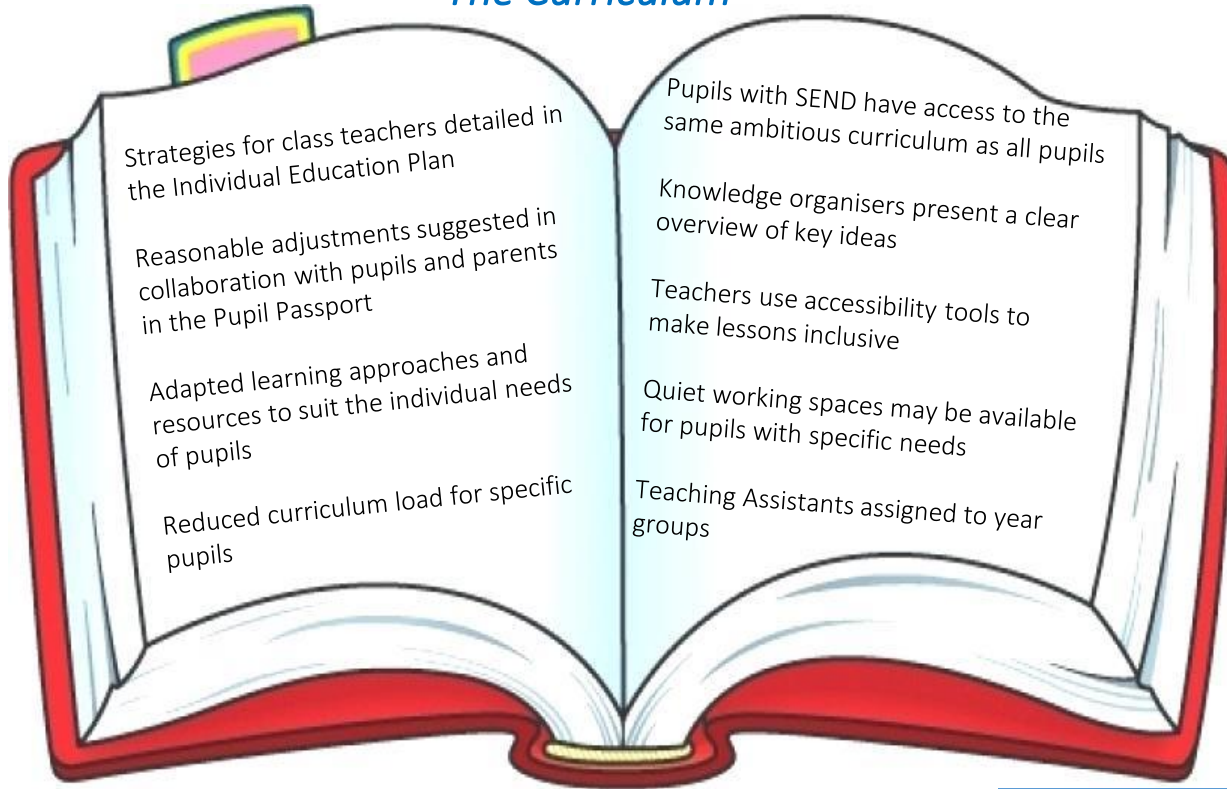 The Curriculum
Strategies for class teachers detailed in
the Individual Education Plan
Reasonable adjustments suggested in
collaboration with pupils and parents
in the Pupil Passport
Adapted learning approaches and
resources to suit the individual needs
of pupils
Reduced curriculum load for specific
pupils
Pupils with SEND have access to the
same ambitious curriculum as all pupils
Knowledge organisers present a clear
overview of key ideas
Teachers use accessibility tools to
make lessons inclusive
Quiet working spaces may be available
for pupils with specific needs
Teaching Assistants assigned to year
groups